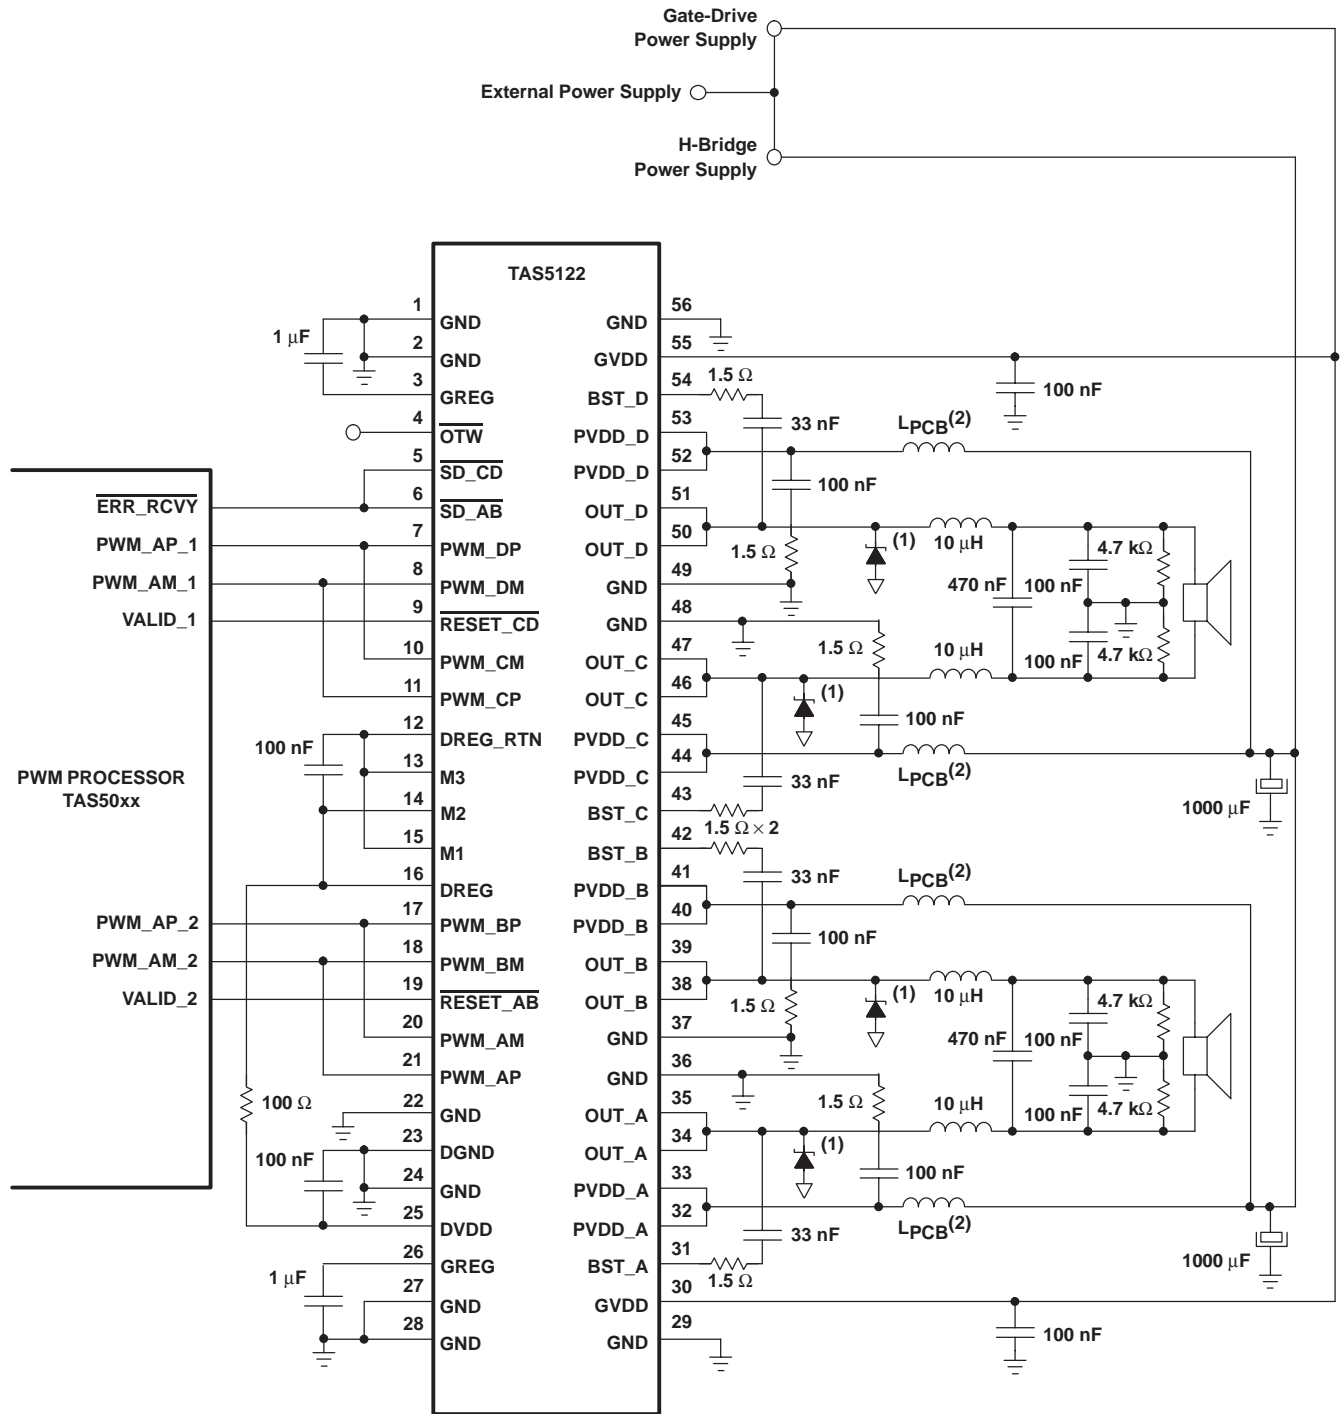 Gate-Drive
Power Supply
External Power Supply
H-Bridge
Power Supply
TAS5122
PWM PROCESSOR
TAS50xx
ERR_RCVY
PWM_AP_1
PWM_AM_1
VALID_1
PWM_AP_2
PWM_AM_2
VALID_2
1 μF
100 nF
100 Ω
100 nF
1 μF
1 GND
2 GND
3 GREG
4 OTW
5 SD_CD
6 SD_AB
7 PWM_DP
8 PWM_DM
9 RESET_CD
10 PWM_CM
11 PWM_CP
12 DREG_RTN
13 M3
14 M2
15 M1
16 DREG
17 PWM_BP
18 PWM_BM
19 RESET_AB
20 PWM_AM
21 PWM_AP
22 GND
23 DGND
24 GND
25 DVDD
26 GREG
27 GND
28 GND
GND 56
GVDD 55
BST_D 54
PVDD_D 53
PVDD_D 52
OUT_D 51
OUT_D 50
GND 49
GND 48
OUT_C 47
OUT_C 46
PVDD_C 45
PVDD_C 44
BST_C 43
BST_B 42
PVDD_B 41
PVDD_B 40
OUT_B 39
OUT_B 38
GND 37
GND 36
OUT_A 35
OUT_A 34
PVDD_A 33
PVDD_A 32
BST_A 31
GVDD 30
GND 29
100 nF
1.5 Ω
33 nF
LPCB(2)
100 nF
(1)
10 μH
4.7 kΩ
1.5 Ω
470 nF
100 nF
1.5 Ω
10 μH
100 nF
4.7 kΩ
(1)
100 nF
LPCB(2)
33 nF
1000 μF
1.5 Ω × 2
33 nF
LPCB(2)
100 nF
(1)
10 μH
4.7 kΩ
1.5 Ω
470 nF
100 nF
1.5 Ω
10 μH
100 nF
4.7 kΩ
(1)
100 nF
LPCB(2)
33 nF
1000 μF
1.5 Ω
100 nF